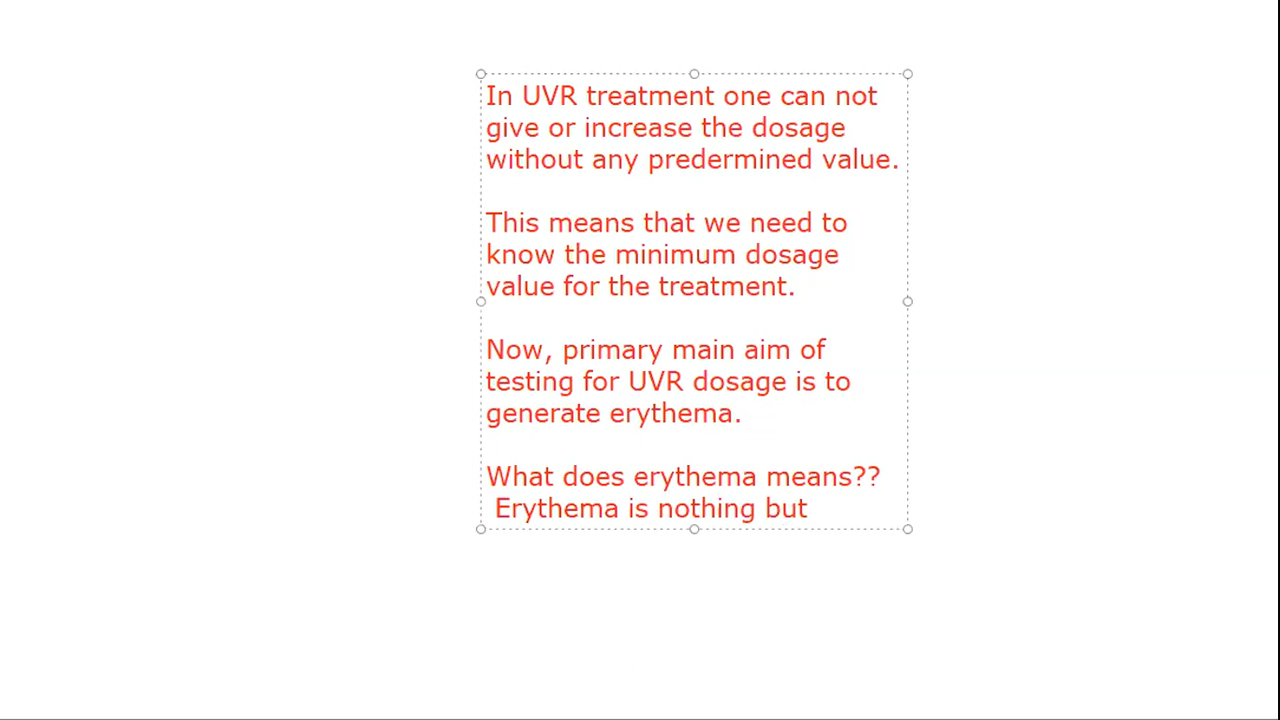 In UVR treatment one can not
give or increase the dosage
without any predermined value.
This means that we need to
know the minimum dosage
value for the treatment.
Now, primary main aim of
testing for UVR dosage is to
generate erythema.
What does erythema means??
Erythema is nothing but